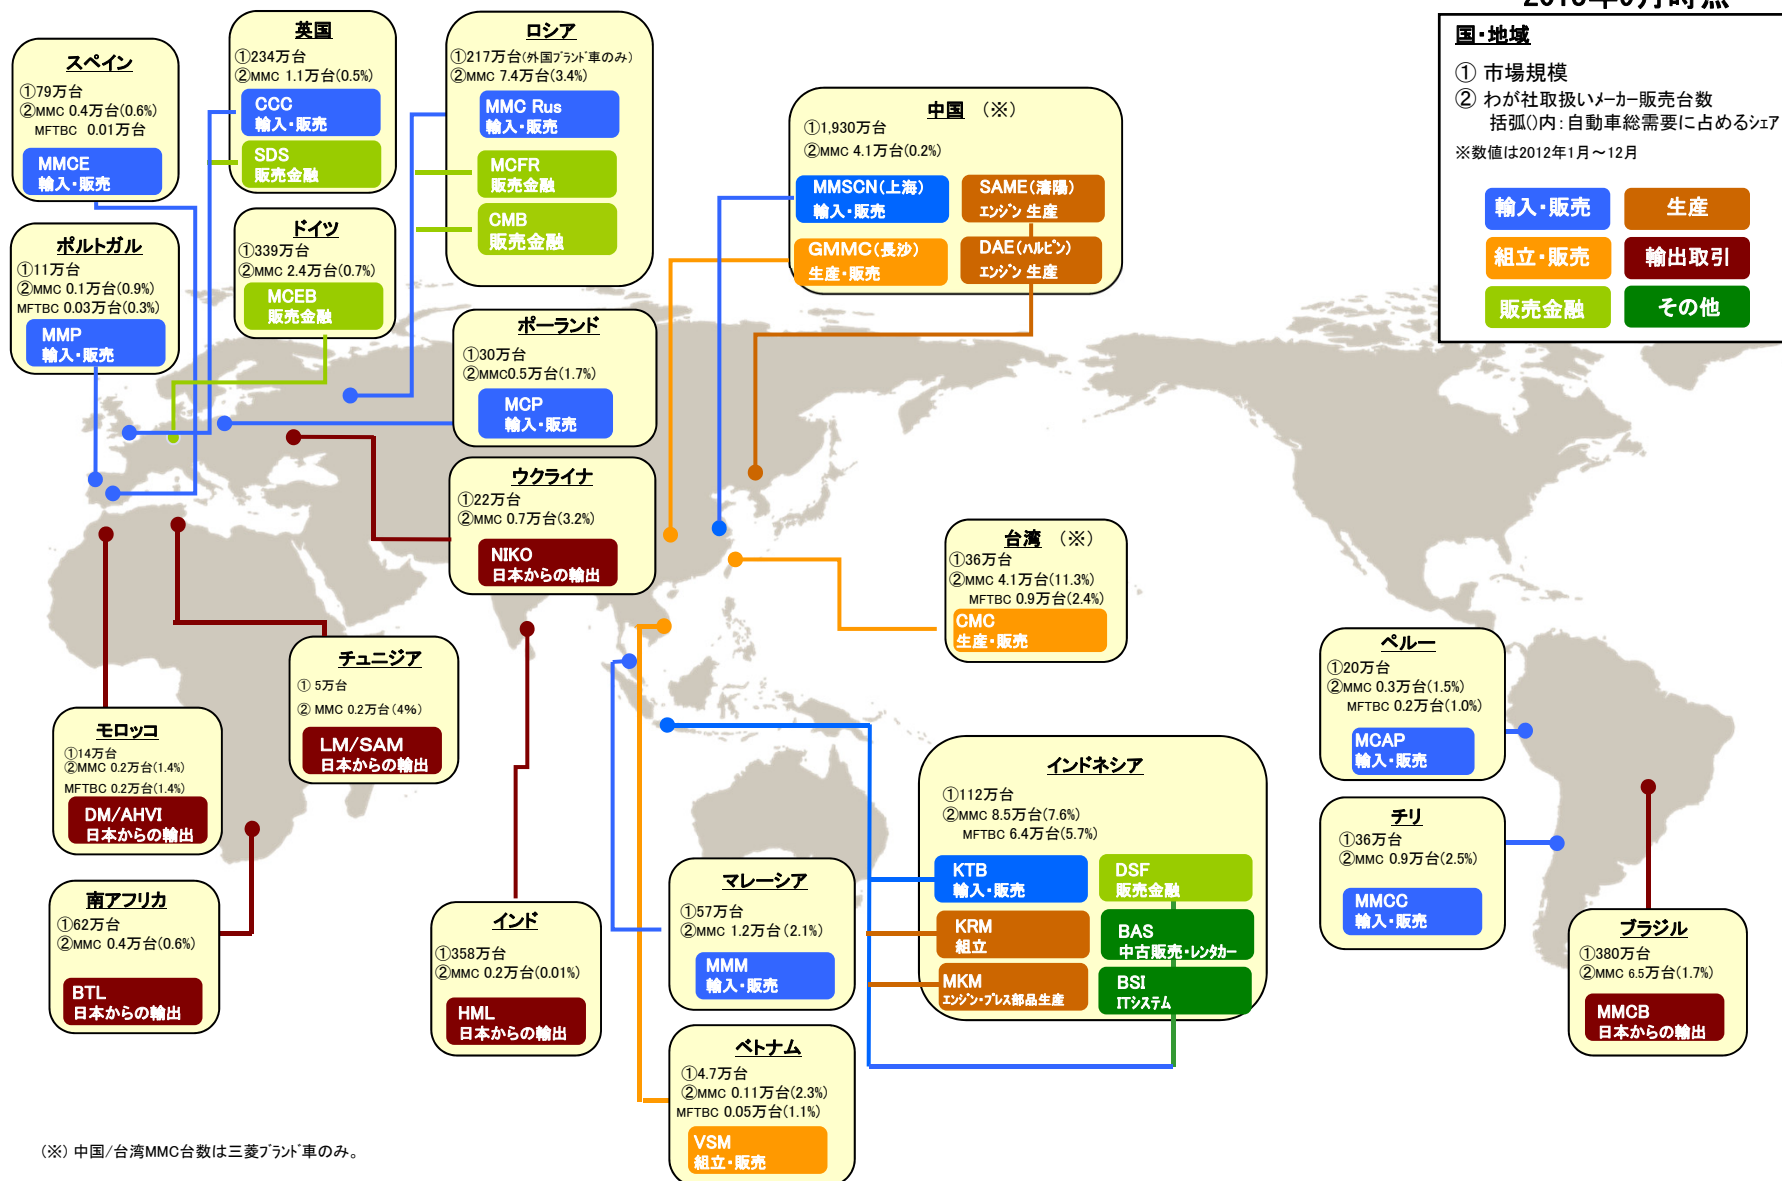 国・地域
① 市場規模
② わが社取扱いメーカー販売台数
括弧()内:自動車総需要に占めるシェア
※数値は2012年1月～12月
輸入・販売
生産
組立・販売
輸出取引
販売金融
その他
スペイン
①79万台
②MMC 0.4万台(0.6%)
MFTBC 0.01万台
MMCE
輸入・販売
英国
①234万台
②MMC 1.1万台(0.5%)
CCC
輸入・販売
SDS
販売金融
ロシア
①217万台(外国ブランド車のみ)
②MMC 7.4万台(3.4%)
MMC Rus
輸入・販売
MCFR
販売金融
CMB
販売金融
中国 (※)
①1,930万台
②MMC 4.1万台(0.2%)
MMSCN(上海)
輸入・販売
SAME(瀋陽)
エンジン 生産
GMMC(長沙)
生産・販売
DAE(ハルビン)
エンジン 生産
ポルトガル
①11万台
②MMC 0.1万台(0.9%)
MFTBC 0.03万台(0.3%)
MMP
輸入・販売
ドイツ
①339万台
②MMC 2.4万台(0.7%)
MCEB
販売金融
ポーランド
①30万台
②MMC0.5万台(1.7%)
MCP
輸入・販売
ウクライナ
①22万台
②MMC 0.7万台(3.2%)
NIKO
日本からの輸出
台湾 (※)
①36万台
②MMC 4.1万台(11.3%)
MFTBC 0.9万台(2.4%)
CMC
生産・販売
チュニジア
① 5万台
② MMC 0.2万台(4%)
LM/SAM
日本からの輸出
モロッコ
①14万台
②MMC 0.2万台(1.4%)
MFTBC 0.2万台(1.4%)
DM/AHVI
日本からの輸出
南アフリカ
①62万台
②MMC 0.4万台(0.6%)
BTL
日本からの輸出
インド
①358万台
②MMC 0.2万台(0.01%)
HML
日本からの輸出
マレーシア
①57万台
②MMC 1.2万台(2.1%)
MMM
輸入・販売
ベトナム
①4.7万台
②MMC 0.11万台(2.3%)
MFTBC 0.05万台(1.1%)
VSM
組立・販売
インドネシア
①112万台
②MMC 8.5万台(7.6%)
MFTBC 6.4万台(5.7%)
KTB
輸入・販売
DSF
販売金融
KRM
組立
BAS
中古販売・レンタカー
MKM
エンジン・プレス部品生産
BSI
ITシステム
ペルー
①20万台
②MMC 0.3万台(1.5%)
MFTBC 0.2万台(1.0%)
MCAP
輸入・販売
チリ
①36万台
②MMC 0.9万台(2.5%)
MMCC
輸入・販売
ブラジル
①380万台
②MMC 6.5万台(1.7%)
MMCB
日本からの輸出
(※) 中国/台湾MMC台数は三菱ブランド車のみ。